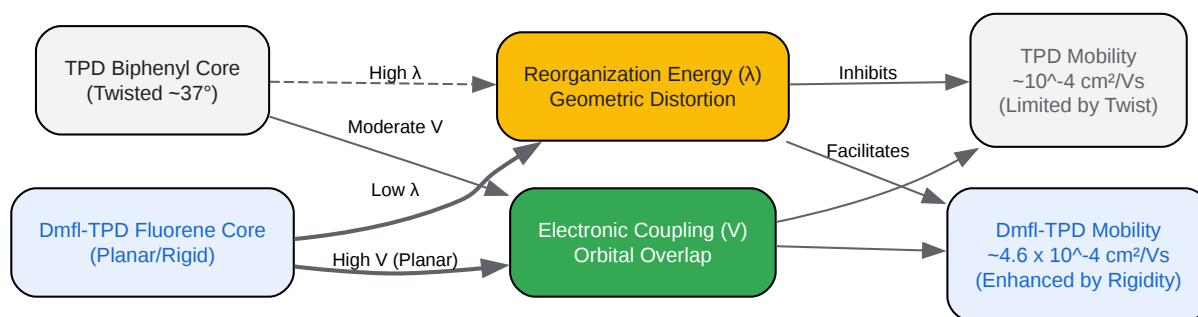 TPD Biphenyl Core
(Twisted ~37°)
High λ
Reorganization Energy (λ)
Geometric Distortion
Inhibits
TPD Mobility
~10^-4 cm²/Vs
(Limited by Twist)
Moderate V
Facilitates
Low λ
Dmfl-TPD Fluorene Core
(Planar/Rigid)
High V (Planar)
Electronic Coupling (V)
Orbital Overlap
Dmfl-TPD Mobility
~4.6 x 10^-4 cm²/Vs
(Enhanced by Rigidity)